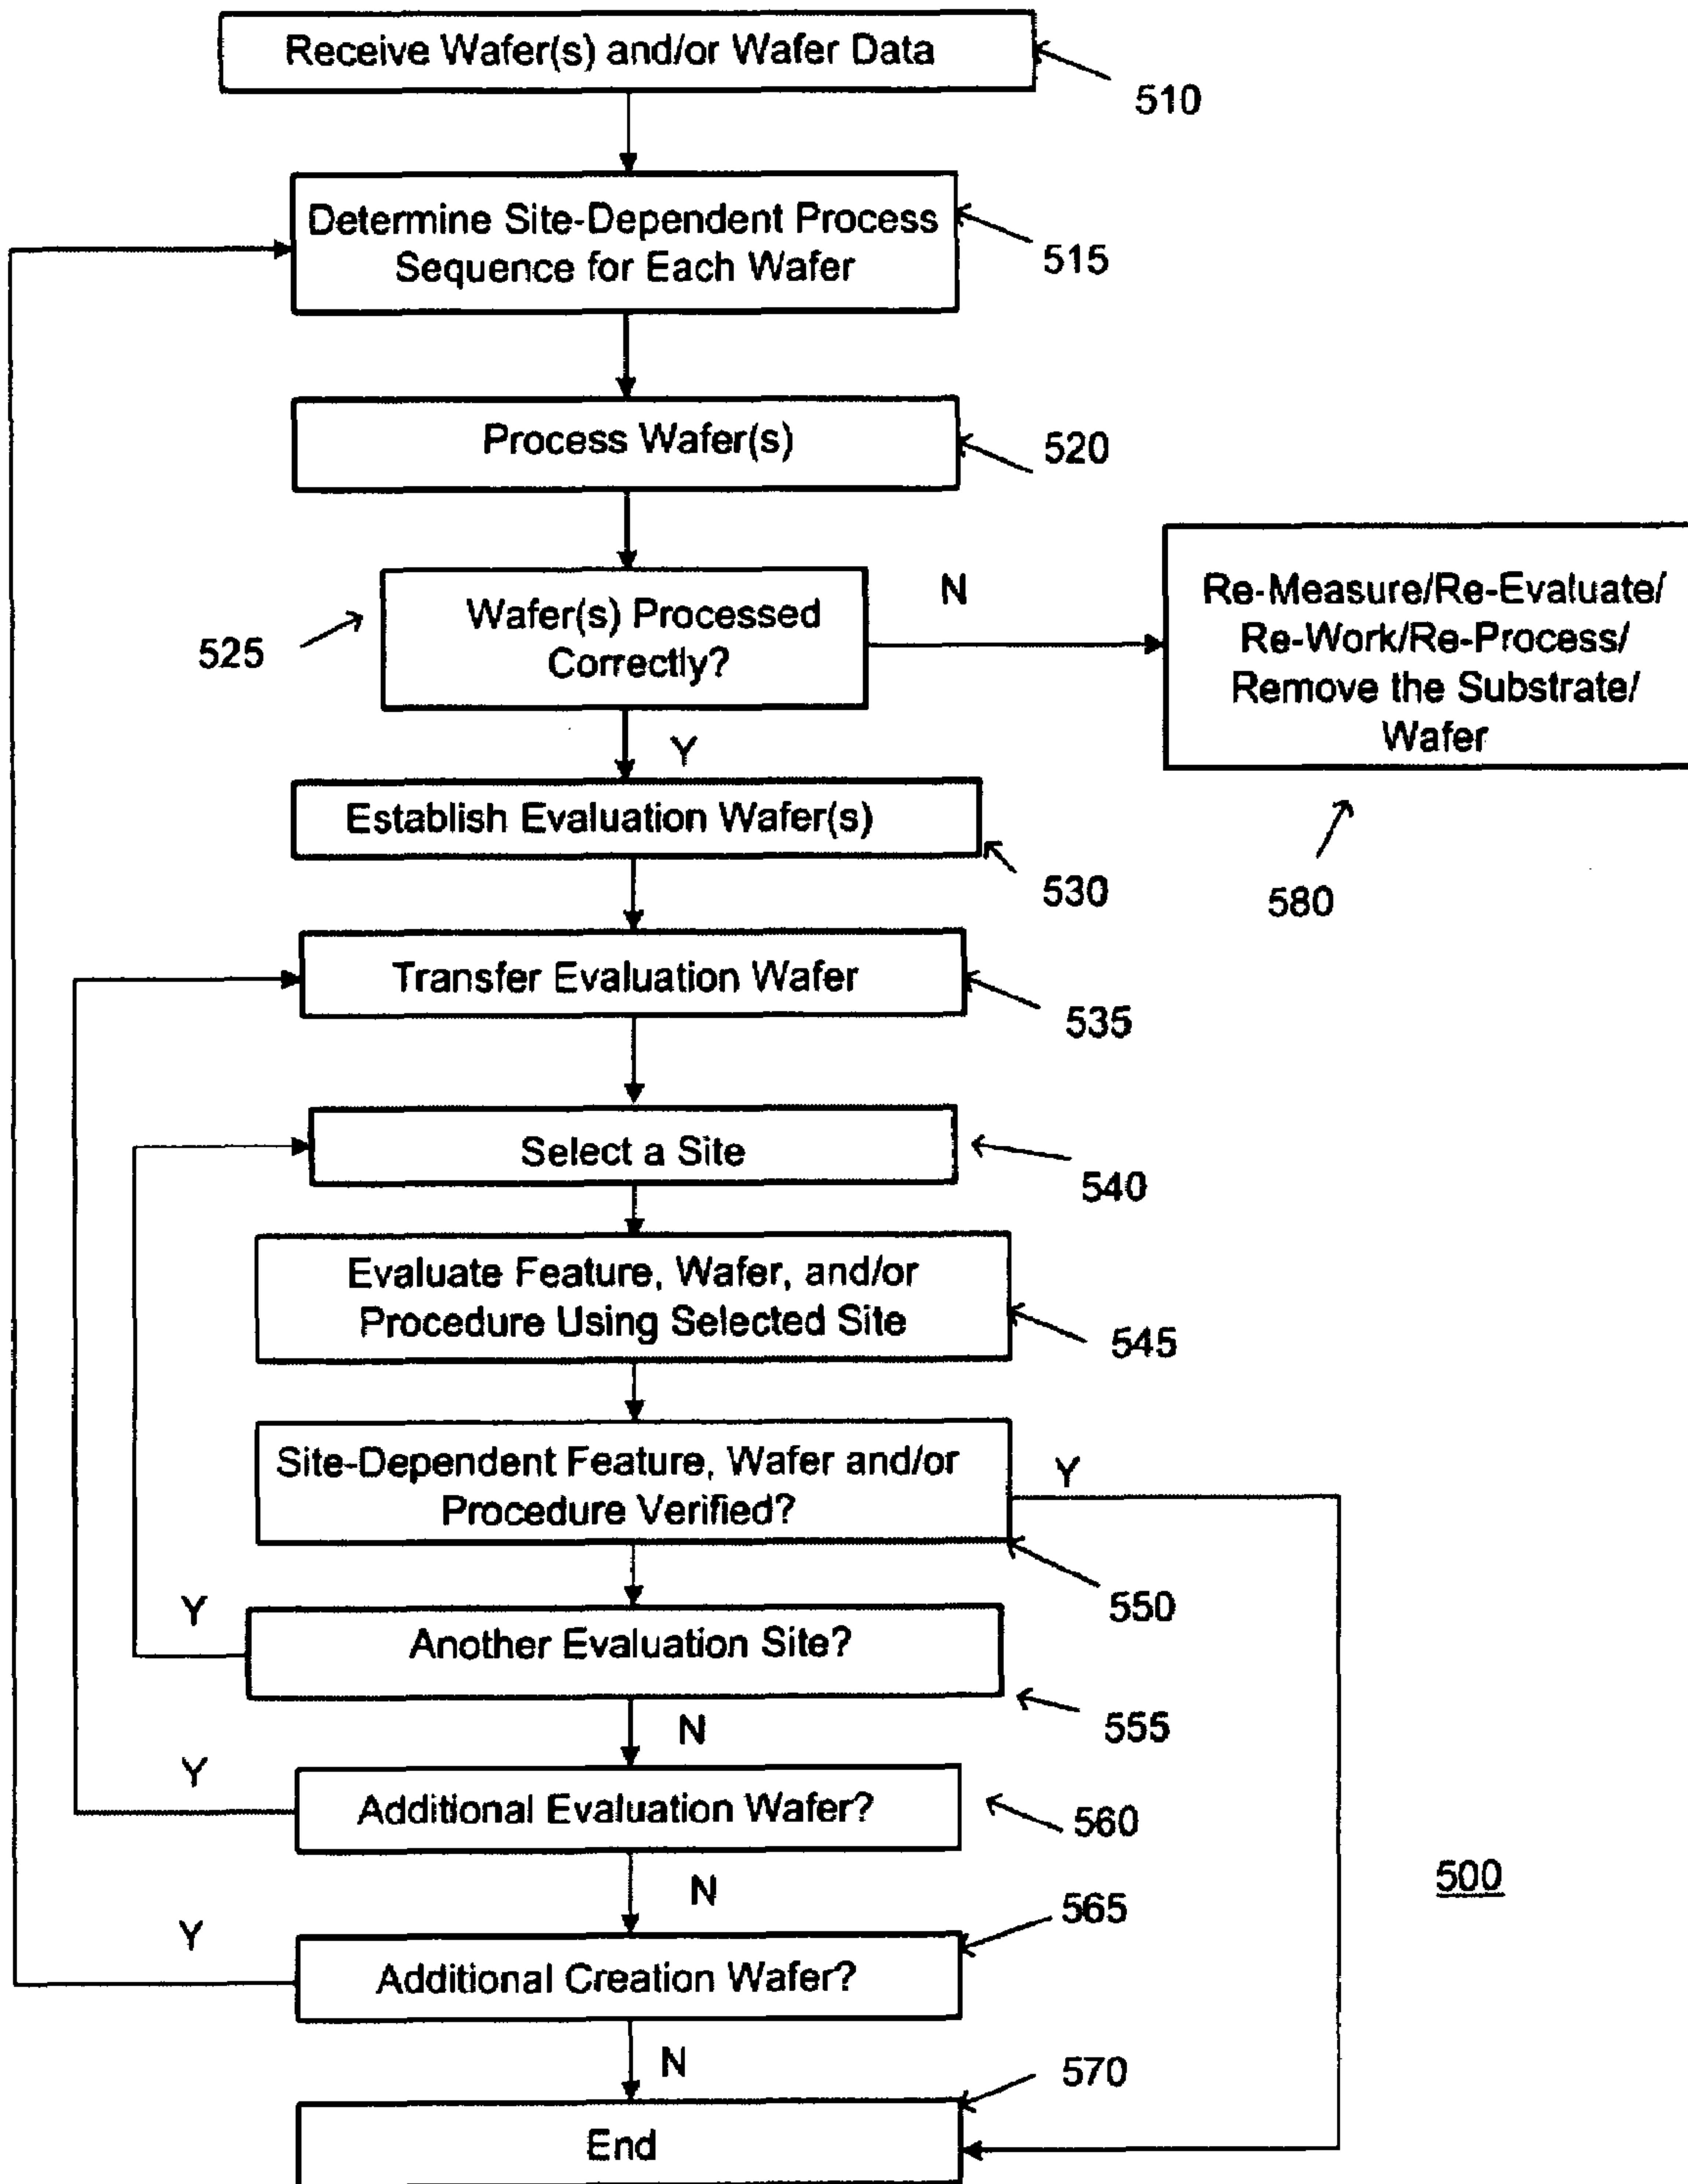 Receive Wafer(s) and/or Wafer Data
510
Determine Site-Dependent Process
Sequence for Each Wafer
515
Process Wafer(s)
520
Wafer(s) Processed
Correctly?
525
N
Re-Measure/Re-Evaluate/
Re-Work/Re-Process/
Remove the Substrate/
Wafer
580
Y
Establish Evaluation Wafer(s)
530
Transfer Evaluation Wafer
535
Select a Site
540
Evaluate Feature, Wafer, and/or
Procedure Using Selected Site
545
Site-Dependent Feature, Wafer and/or
Procedure Verified?
Y
550
Y
Another Evaluation Site?
555
N
Y
Additional Evaluation Wafer?
560
N
500
Y
Additional Creation Wafer?
565
N
570
End